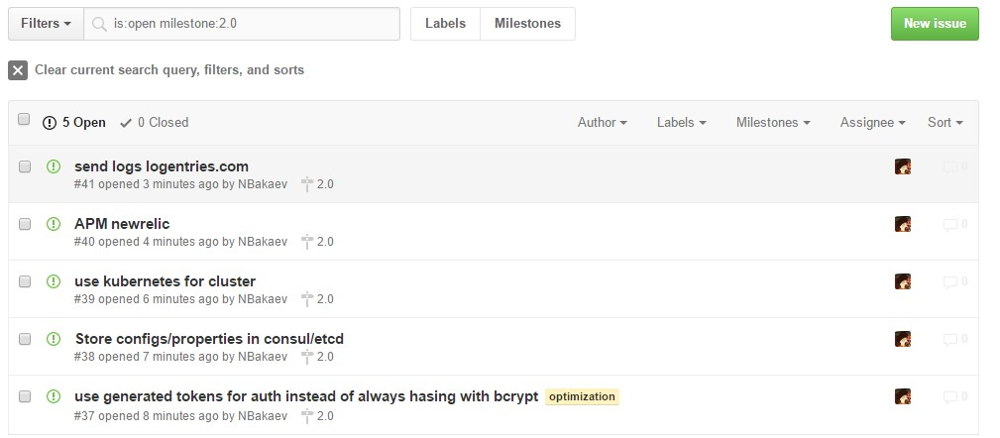 Filters is:open milestone:2.0 Labels Milestones New issue
Clear current search query, filters, and sorts
5 Open 0 Closed Author Labels Milestones Assignee Sort
send logs logentries.com 0
#41 opened 3 minutes ago by NBakaev 2.0
APM newrelic 0
#40 opened 4 minutes ago by NBakaev 2.0
use kubernetes for cluster 0
#39 opened 6 minutes ago by NBakaev 2.0
Store configs/properties in consul/etcd 0
#38 opened 7 minutes ago by NBakaev 2.0
use generated tokens for auth instead of always hasing with bcrypt optimization 0
#37 opened 8 minutes ago by NBakaev 2.0